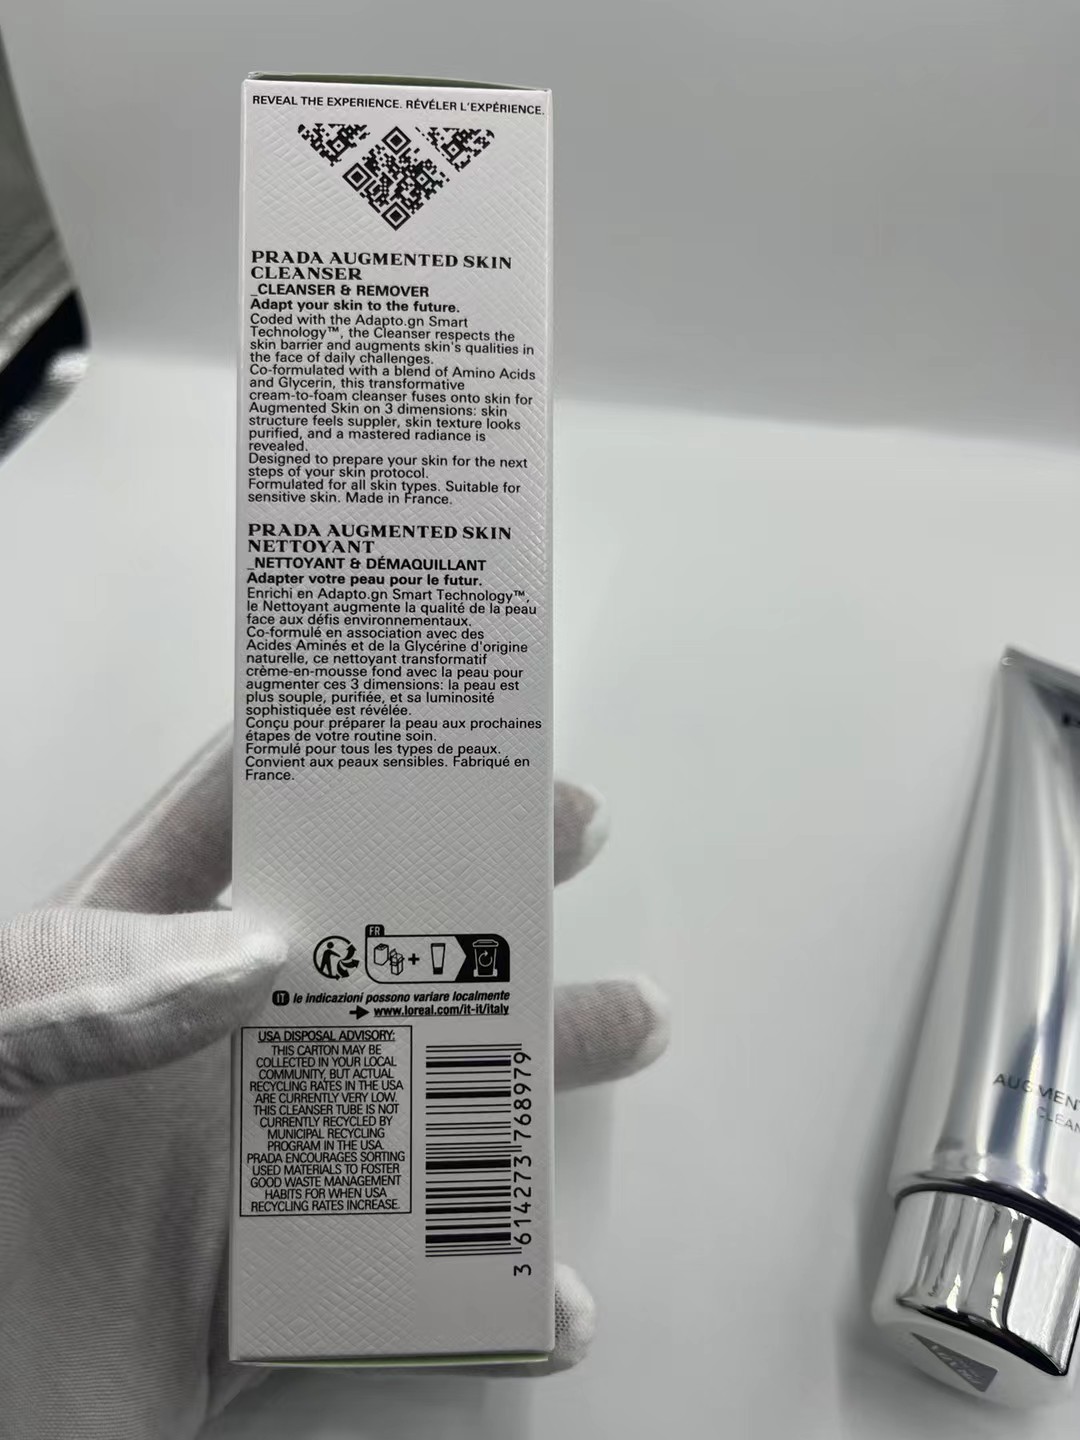 REVEAL THE EXPERIENCE. RÉVÉLER L'EXPÉRIENCE.
PRADA AUGMENTED SKIN
CLEANSER
_CLEANSER & REMOVER
Adapt your skin to the future.
Coded with the Adapto.gn Smart
Technology™, the Cleanser respects the
skin barrier and augments skin's qualities in
the face of daily challenges.
Co-formulated with a blend of Amino Acids
and Glycerin, this transformative
cream-to-foam cleanser fuses onto skin for
Augmented Skin on 3 dimensions: skin
structure feels suppler, skin texture looks
purified, and a mastered radiance is
revealed.
Designed to prepare your skin for the next
steps of your skin protocol.
Formulated for all skin types. Suitable for
sensitive skin. Made in France.
PRADA AUGMENTED SKIN
NETTOYANT
_NETTOYANT & DÉMAQUILLANT
Adapter votre peau pour le futur.
Enrichi en Adapto.gn Smart Technology™,
le Nettoyant augmente la qualité de la peau
face aux défis environnementaux.
Co-formulé en association avec des
Acides Aminés et de la Glycérine d'origine
naturelle, ce nettoyant transformatif
crème-en-mousse fond avec la peau pour
augmenter ces 3 dimensions: la peau est
plus souple, purifiée, et sa luminosité
sophistiquée est révélée.
Conçu pour préparer la peau aux prochaines
étapes de votre routine soin.
Formulé pour tous les types de peaux.
Convient aux peaux sensibles. Fabriqué en
France.
FR
+
IT le indicazioni possono variare localmente
www.loreal.com/it-it/italy
USA DISPOSAL ADVISORY:
THIS CARTON MAY BE
COLLECTED IN YOUR LOCAL
COMMUNITY, BUT ACTUAL
RECYCLING RATES IN THE USA
ARE CURRENTLY VERY LOW.
THIS CLEANSER TUBE IS NOT
CURRENTLY RECYCLED BY
MUNICIPAL RECYCLING
PROGRAM IN THE USA.
PRADA ENCOURAGES SORTING
USED MATERIALS TO FOSTER
GOOD WASTE MANAGEMENT
HABITS FOR WHEN USA
RECYCLING RATES INCREASE.
3 614273 768979
AUGMENT
CLEAN